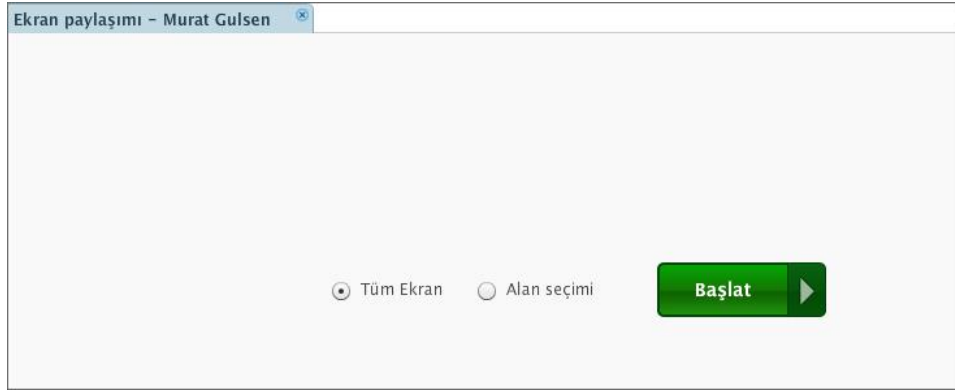 Ekran paylaşımı - Murat Gulsen
Tüm Ekran Alan seçimi Başlat